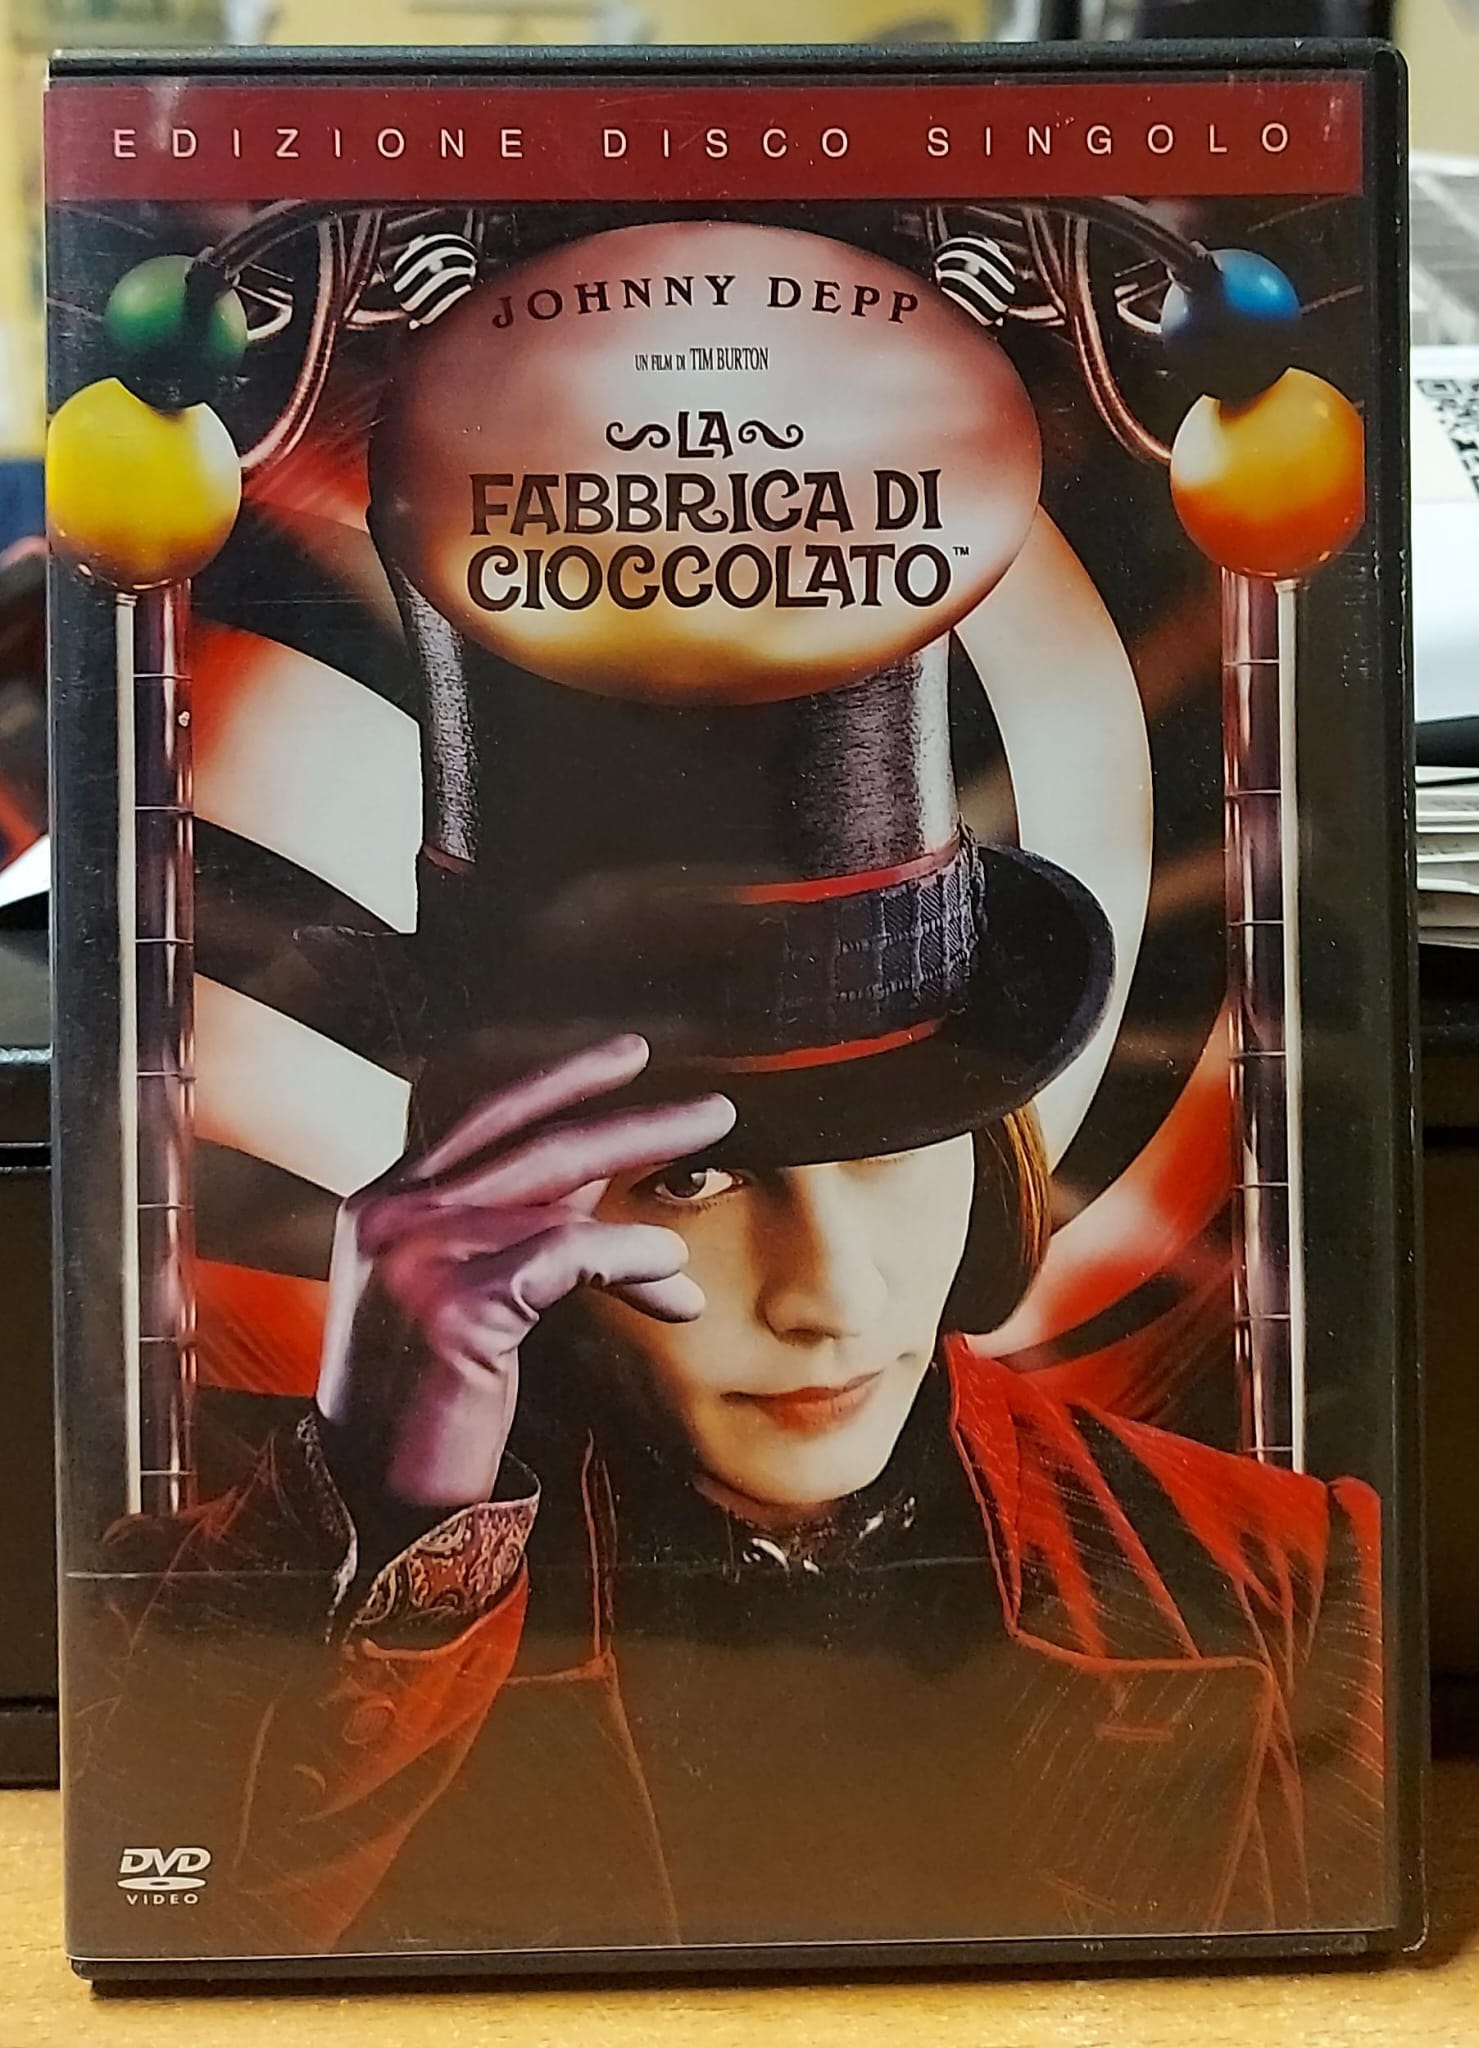 EDIZIONE DISCO SINGOLO
JOHNNY DEPP
UN FILM DI TIM BURTON
LA
FABBRICA DI
CIOCCOLATO™
DVD
VIDEO